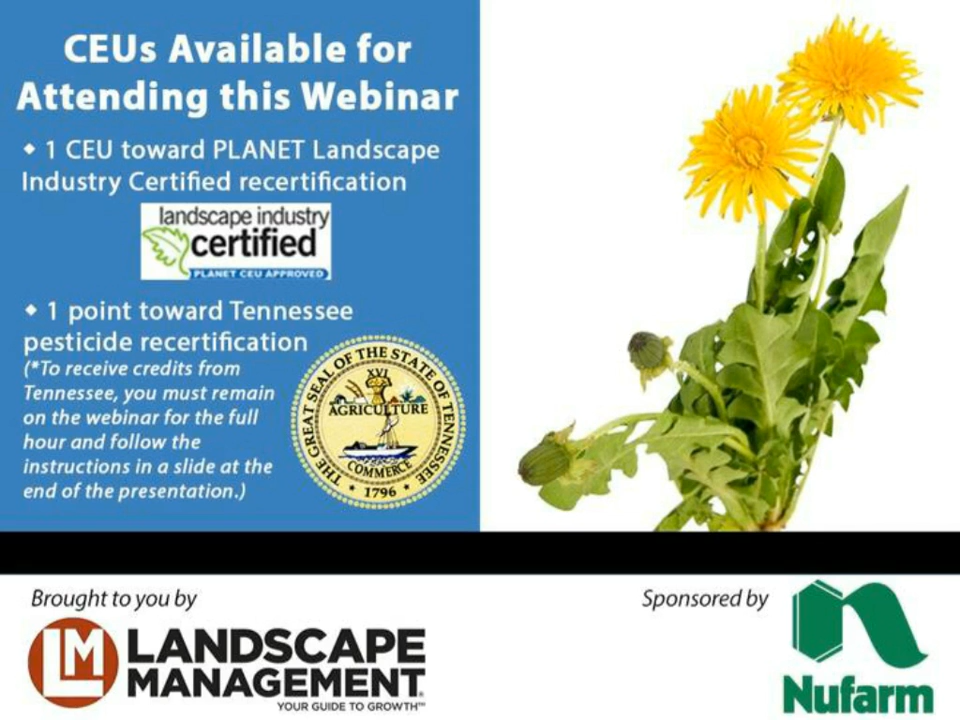 CEUs Available for
Attending this Webinar
◆ 1 CEU toward PLANET Landscape
Industry Certified recertification
landscape industry
certified
PLANET CEU APPROVED
◆ 1 point toward Tennessee
pesticide recertification
(*To receive credits from
Tennessee, you must remain
on the webinar for the full
hour and follow the
instructions in a slide at the
end of the presentation.)
THE GREAT SEAL OF THE STATE OF TENNESSEE
XVI
AGRICULTURE
COMMERCE
1796
Brought to you by
LM
LANDSCAPE
MANAGEMENT
YOUR GUIDE TO GROWTH™
Sponsored by
Nufarm